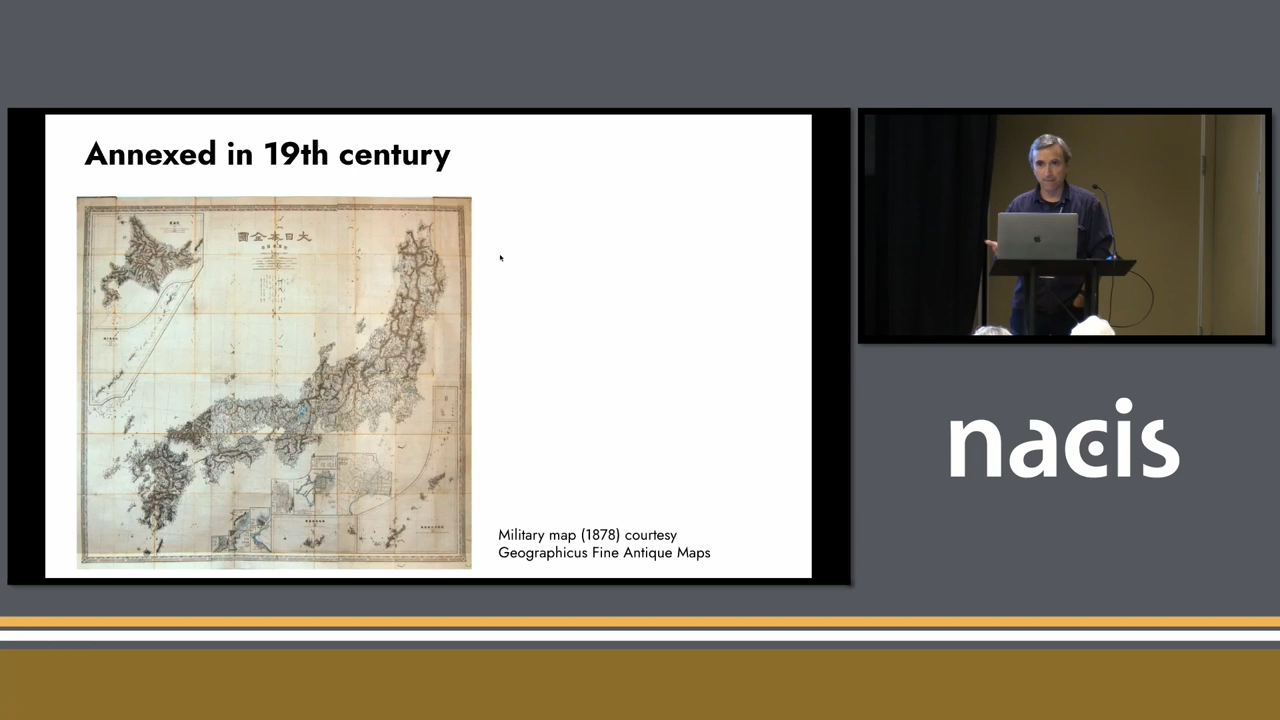 Annexed in 19th century
圖全本日大
Military map (1878) courtesy
Geographicus Fine Antique Maps
nacis